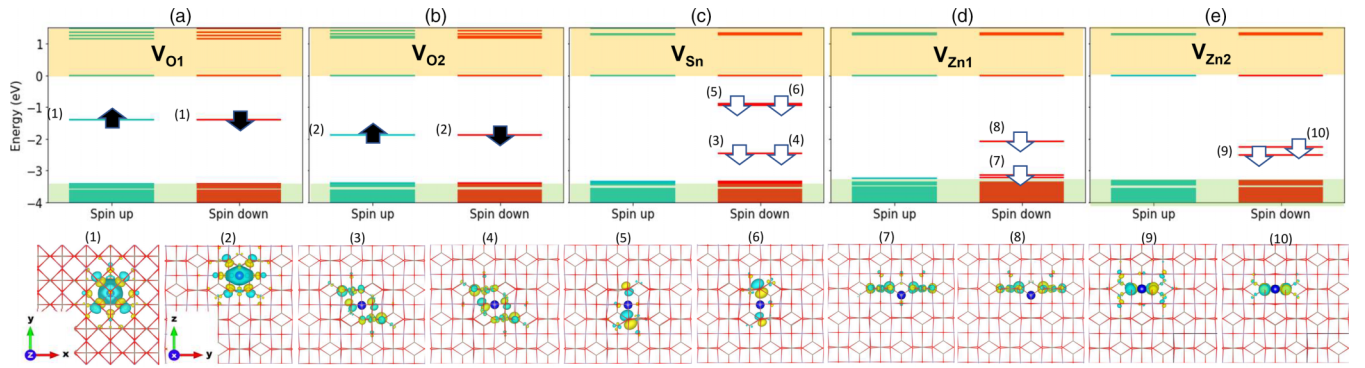 (a)
(b)
(c)
(d)
(e)
Energy (eV)
1
0
−1
−2
−3
−4
V_O1
(1)
(1)
Spin up
Spin down
V_O2
(2)
(2)
Spin up
Spin down
V_Sn
(5)
(6)
(3)
(4)
Spin up
Spin down
V_Zn1
(8)
(7)
Spin up
Spin down
V_Zn2
(10)
(9)
Spin up
Spin down
(1)
(2)
(3)
(4)
(5)
(6)
(7)
(8)
(9)
(10)
y
z
x
z
x
y